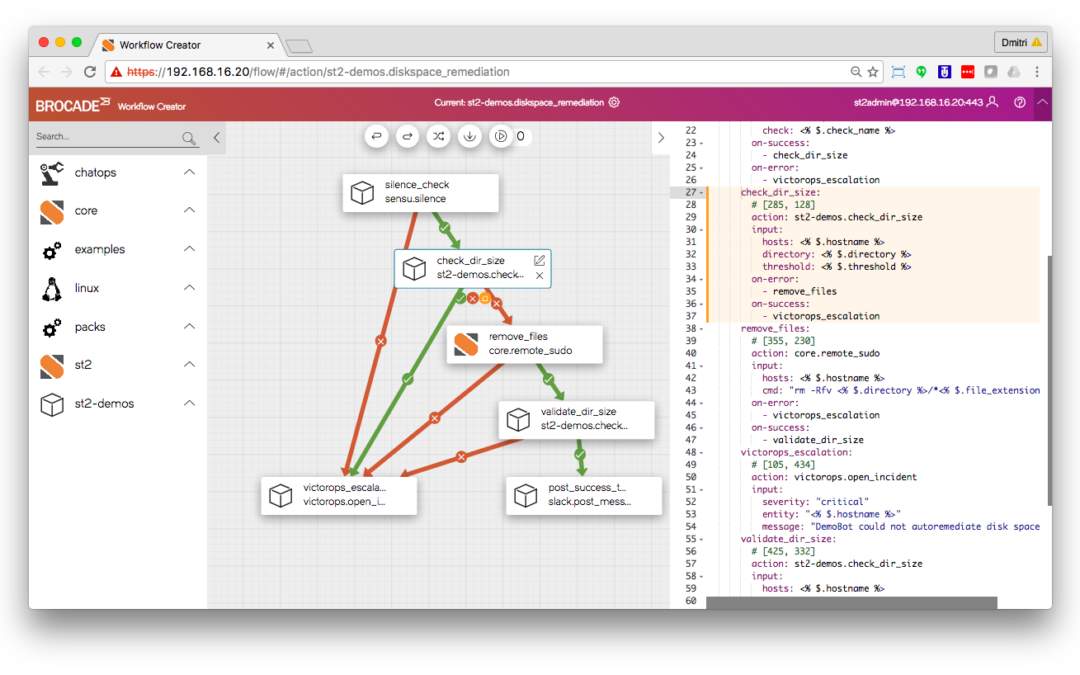 Workflow Creator
Dmitri
https://192.168.16.20/flow/#/action/st2-demos.diskspace_remediation
BROCADE Workflow Creator
Current: st2-demos.diskspace_remediation
st2admin@192.168.16.20:443
Search...
chatops
core
examples
linux
packs
st2
st2-demos
0
silence_check
sensu.silence
check_dir_size
st2-demos.check...
remove_files
core.remote_sudo
validate_dir_size
st2-demos.check...
victorops_escala...
victorops.open_i...
post_success_t...
slack.post_mess...
22 check: <% $.check_name %>
23 on-success:
24 - check_dir_size
25 on-error:
26 - victorops_escalation
27 check_dir_size:
28 # [285, 128]
29 action: st2-demos.check_dir_size
30 input:
31 hosts: <% $.hostname %>
32 directory: <% $.directory %>
33 threshold: <% $.threshold %>
34 on-error:
35 - remove_files
36 on-success:
37 - victorops_escalation
38 remove_files:
39 # [355, 230]
40 action: core.remote_sudo
41 input:
42 hosts: <% $.hostname %>
43 cmd: "rm -Rfv <% $.directory %>/*<% $.file_extension
44 on-error:
45 - victorops_escalation
46 on-success:
47 - validate_dir_size
48 victorops_escalation:
49 # [105, 434]
50 action: victorops.open_incident
51 input:
52 severity: "critical"
53 entity: "<% $.hostname %>"
54 message: "DemoBot could not autoremediate disk space
55 validate_dir_size:
56 # [425, 332]
57 action: st2-demos.check_dir_size
58 input:
59 hosts: <% $.hostname %>
60